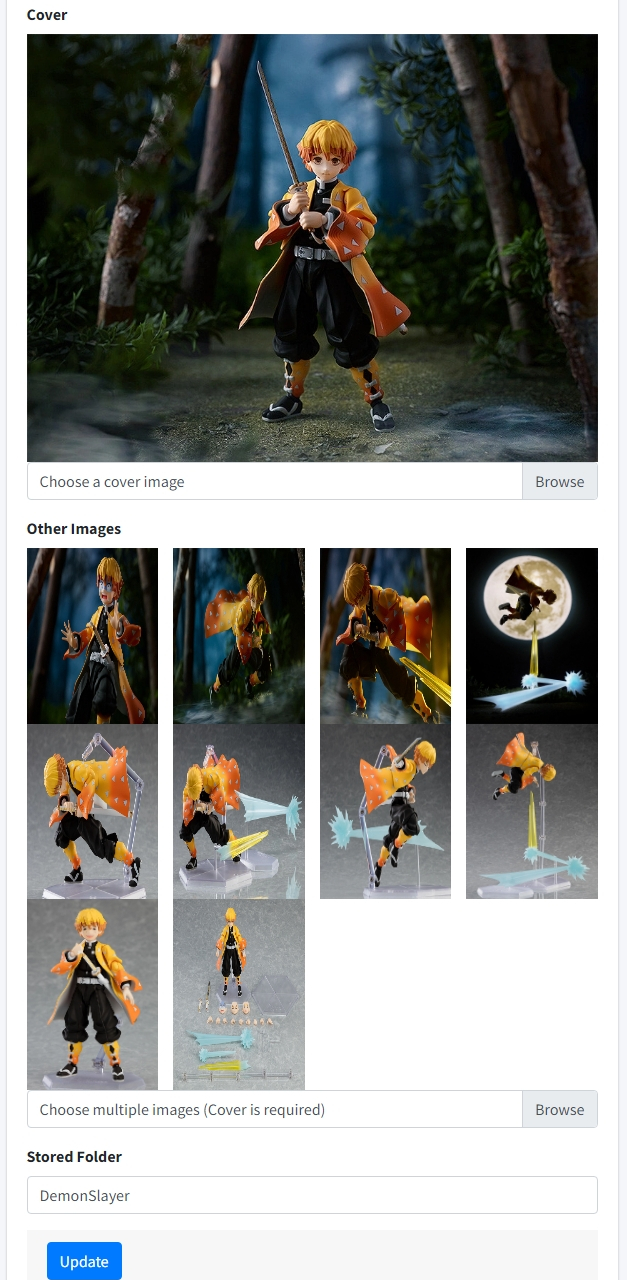 Cover
Choose a cover image
Browse
Other Images
Choose multiple images (Cover is required)
Browse
Stored Folder
DemonSlayer
Update